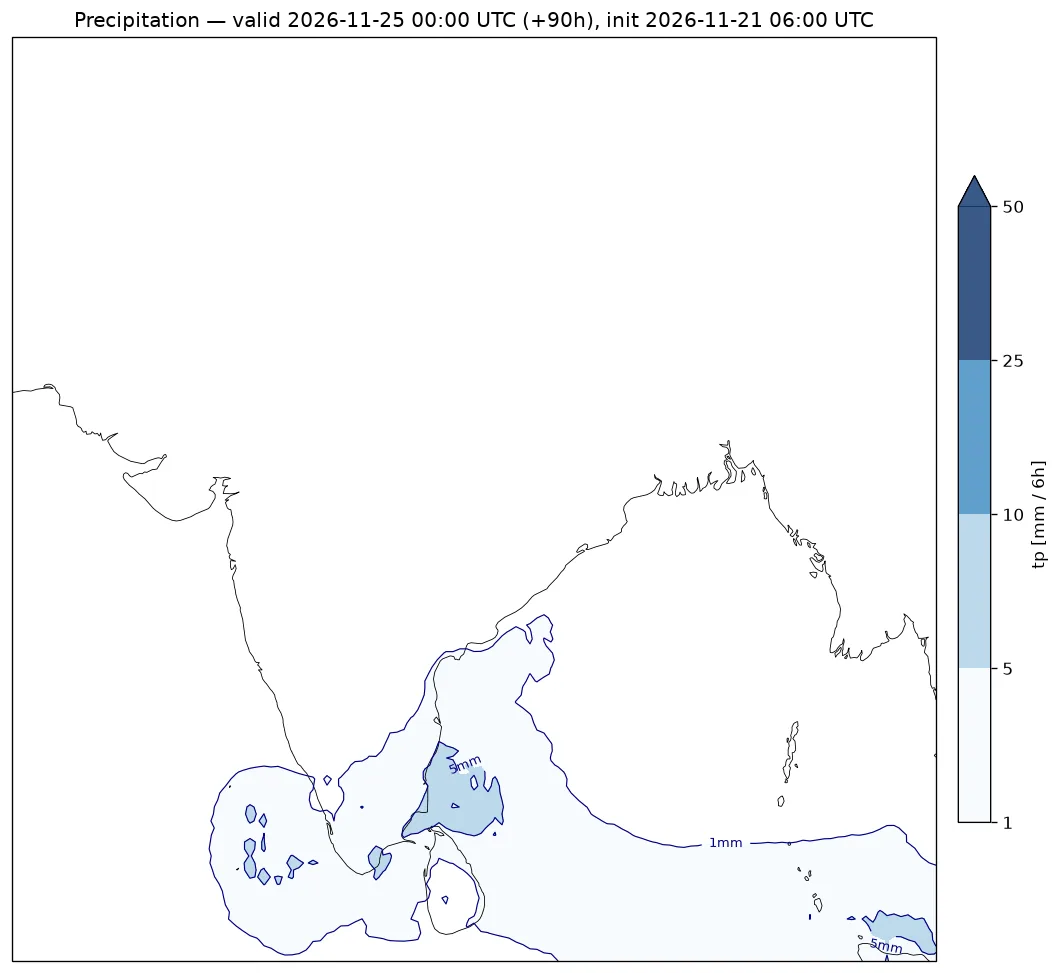 Precipitation — valid 2026-11-25 00:00 UTC (+90h), init 2026-11-21 06:00 UTC
50
25
10
5
1
tp [mm / 6h]
5mm
1mm
5mm